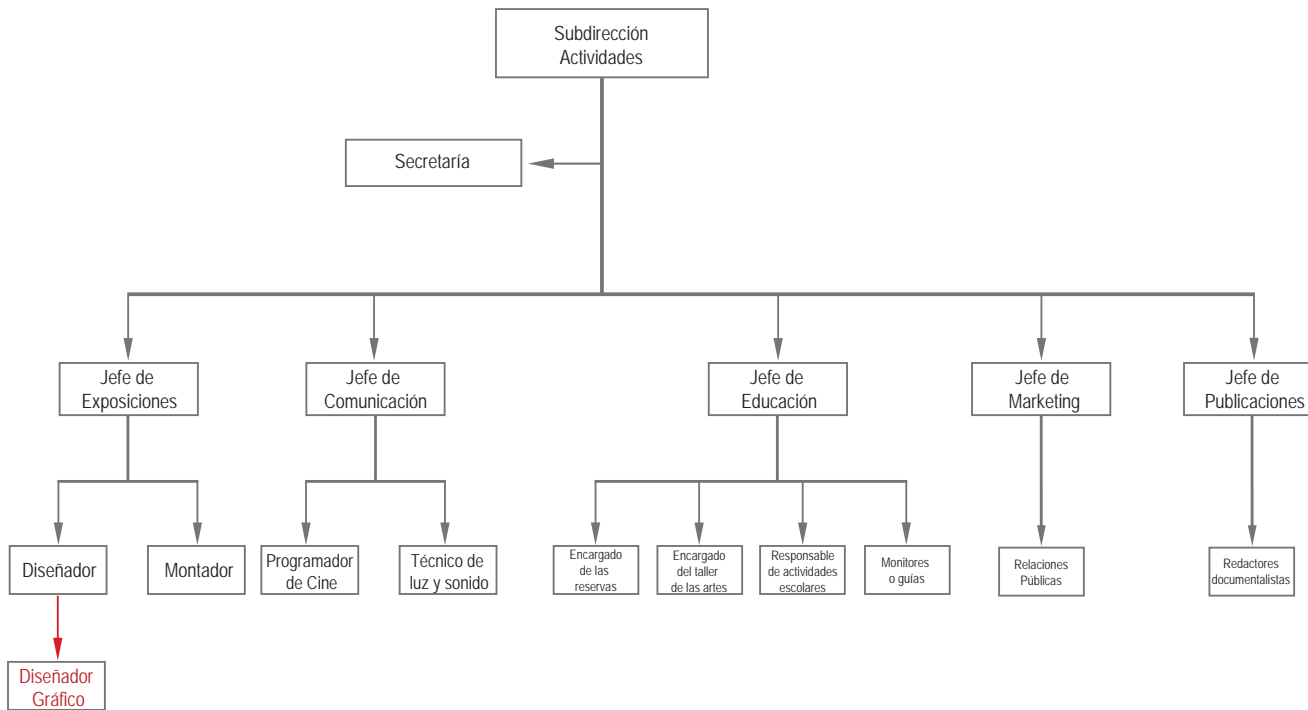 Subdirección
Actividades
Secretaría
Jefe de
Exposiciones
Jefe de
Comunicación
Jefe de
Educación
Jefe de
Marketing
Jefe de
Publicaciones
Diseñador
Montador
Programador
de Cine
Técnico de
luz y sonido
Encargado
de las
reservas
Encargado
del taller
de las artes
Responsable
de actividades
escolares
Monitores
o guías
Relaciones
Públicas
Redactores
documentalistas
Diseñador
Gráfico